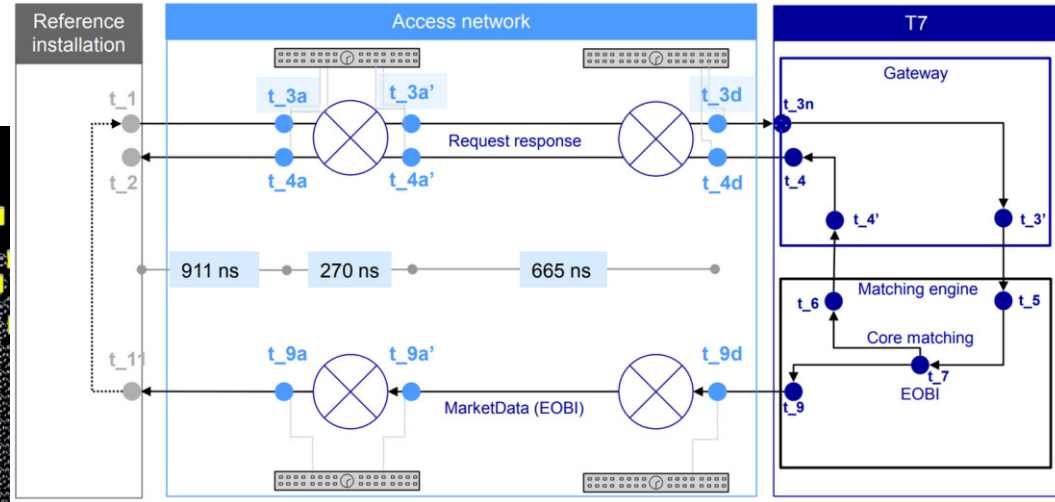 Reference
installation
Access network
T7
Gateway
t_1
t_3a
t_3a’
t_3d
t_3n
Request response
t_2
t_4a
t_4a’
t_4d
t_4
t_4’
t_3’
911 ns
270 ns
665 ns
Matching engine
t_6
t_5
Core matching
t_11
t_9a
t_9a’
t_9d
t_7
MarketData (EOBI)
t_9
EOBI